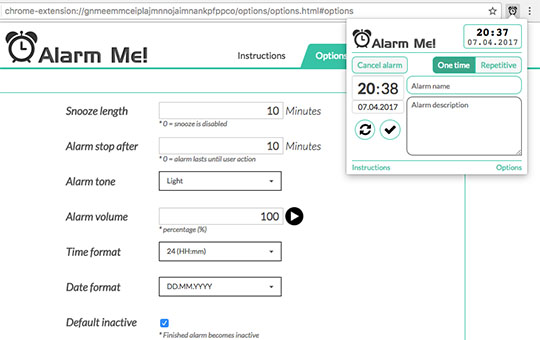 chrome-extension://gnmeemmceiplajmnnojaimnankpfppco/options/options.html#options
Alarm Me!
Instructions
Options
Snooze length
10 Minutes
* 0 = snooze is disabled
Alarm stop after
10 Minutes
* 0 = alarm lasts until user action
Alarm tone
Light
Alarm volume
100
* percentage (%)
Time format
24 (HH:mm)
Date format
DD.MM.YYYY
Default inactive
* Finished alarm becomes inactive
Alarm Me!
20:37
07.04.2017
Cancel alarm
One time
Repetitive
20:38
07.04.2017
Alarm name
Alarm description
Instructions
Options